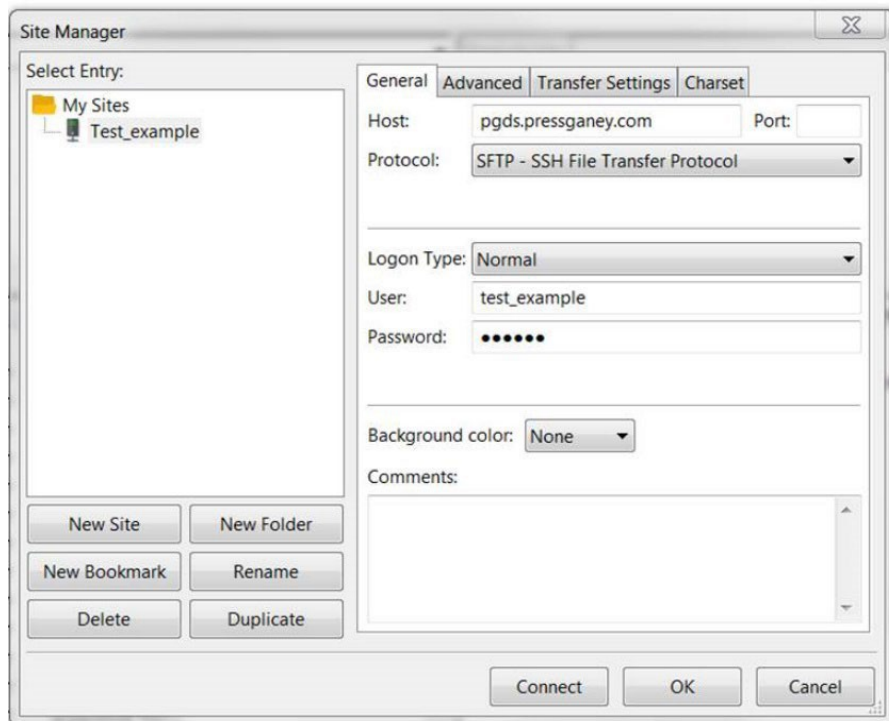 Site Manager
Select Entry:
My Sites
Test_example
New Site
New Folder
New Bookmark
Rename
Delete
Duplicate
General
Advanced
Transfer Settings
Charset
Host:
pgds.pressganey.com
Port:
Protocol:
SFTP - SSH File Transfer Protocol
Logon Type:
Normal
User:
test_example
Password:
●●●●●●
Background color:
None
Comments:
Connect
OK
Cancel